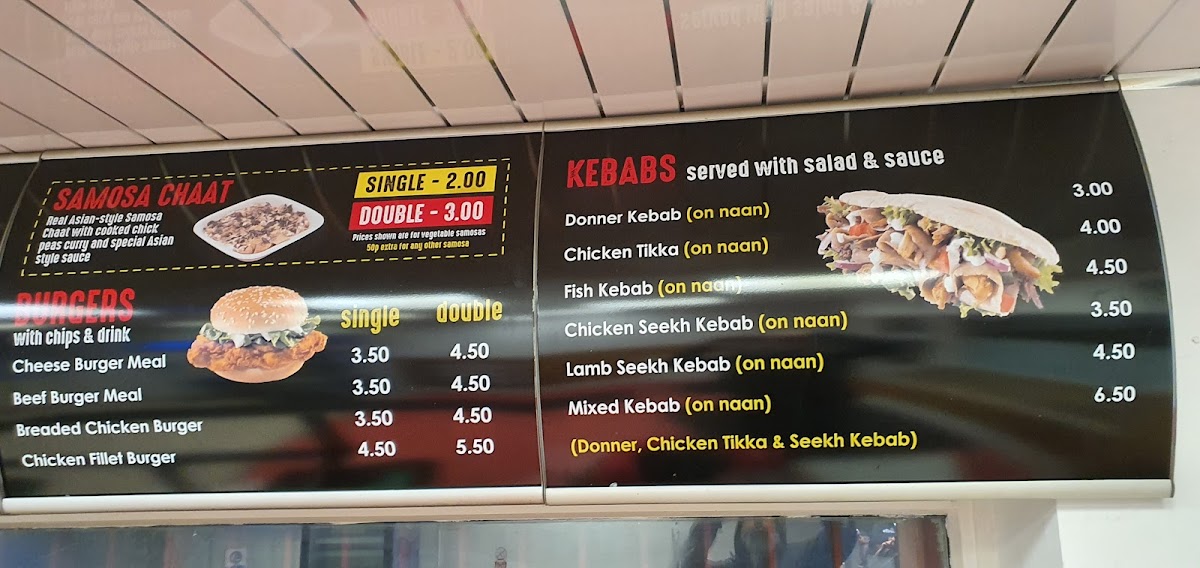 SAMOSA CHAAT
Real Asian-style Samosa
Chaat with cooked chick
peas curry and special Asian
style sauce
SINGLE - 2.00
DOUBLE - 3.00
Prices shown are for vegetable samosas
50p extra for any other samosa
BURGERS single double
with chips & drink
Cheese Burger Meal 3.50 4.50
Beef Burger Meal 3.50 4.50
Breaded Chicken Burger 3.50 4.50
Chicken Fillet Burger 4.50 5.50
KEBABS served with salad & sauce
Donner Kebab (on naan) 3.00
Chicken Tikka (on naan) 4.00
Fish Kebab (on naan) 4.50
Chicken Seekh Kebab (on naan) 3.50
Lamb Seekh Kebab (on naan) 4.50
Mixed Kebab (on naan) 6.50
(Donner, Chicken Tikka & Seekh Kebab)